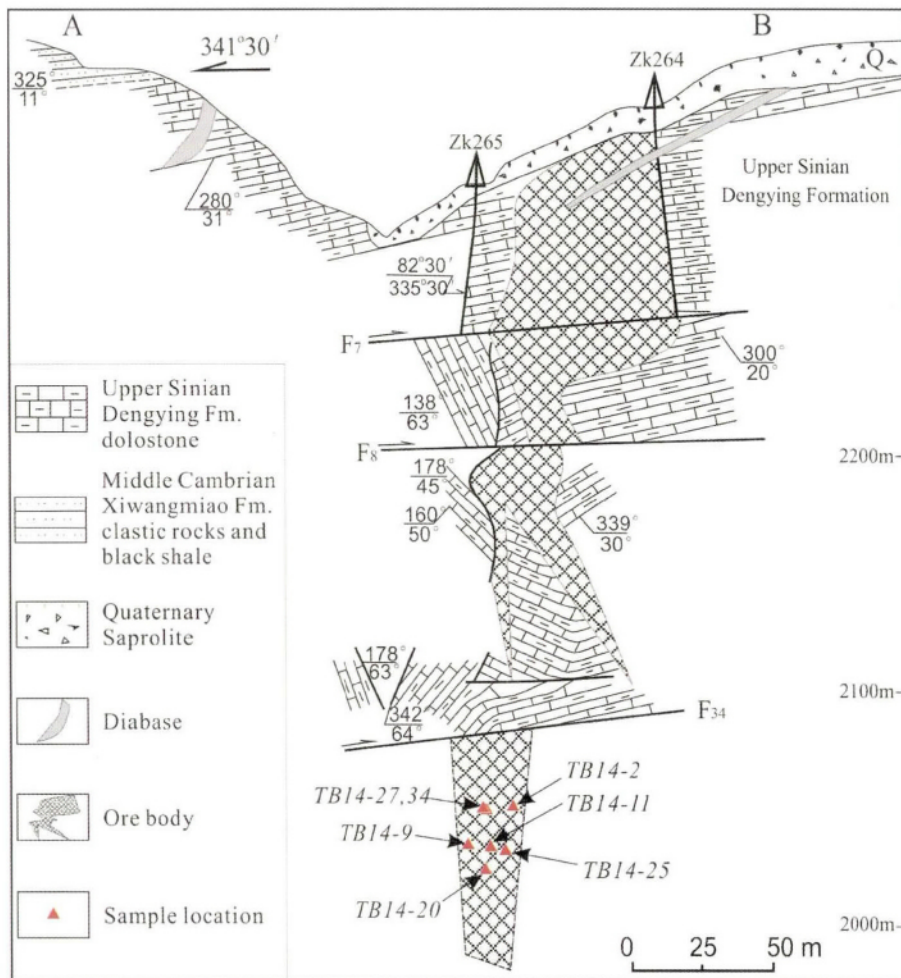 A
B
341°30′
325
11°
Zk264
Q
Zk265
280
31°
Upper Sinian
Dengying Formation
82°30′
335°30′
F7
300°
20°
138
63°
F8
2200m
178°
45°
160
50°
339
30°
178°
63°
2100m
342
64°
F34
TB14-2
TB14-27,34
TB14-11
TB14-9
TB14-25
TB14-20
2000m
0 25 50 m
Upper Sinian
Dengying Fm.
dolostone
Middle Cambrian
Xiwangmiao Fm.
clastic rocks and
black shale
Quaternary
Saprolite
Diabase
Ore body
Sample location